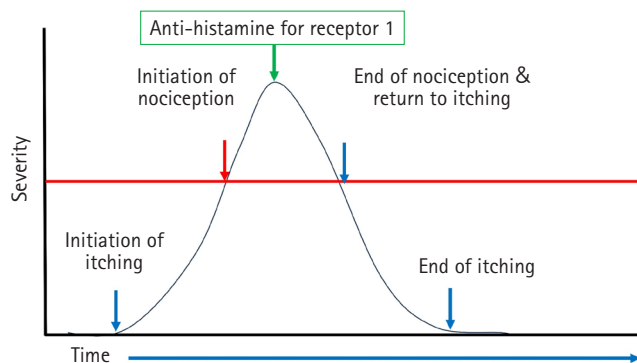 Anti-histamine for receptor 1
Initiation of
nociception
End of nociception &
return to itching
Severity
Initiation of
itching
End of itching
Time